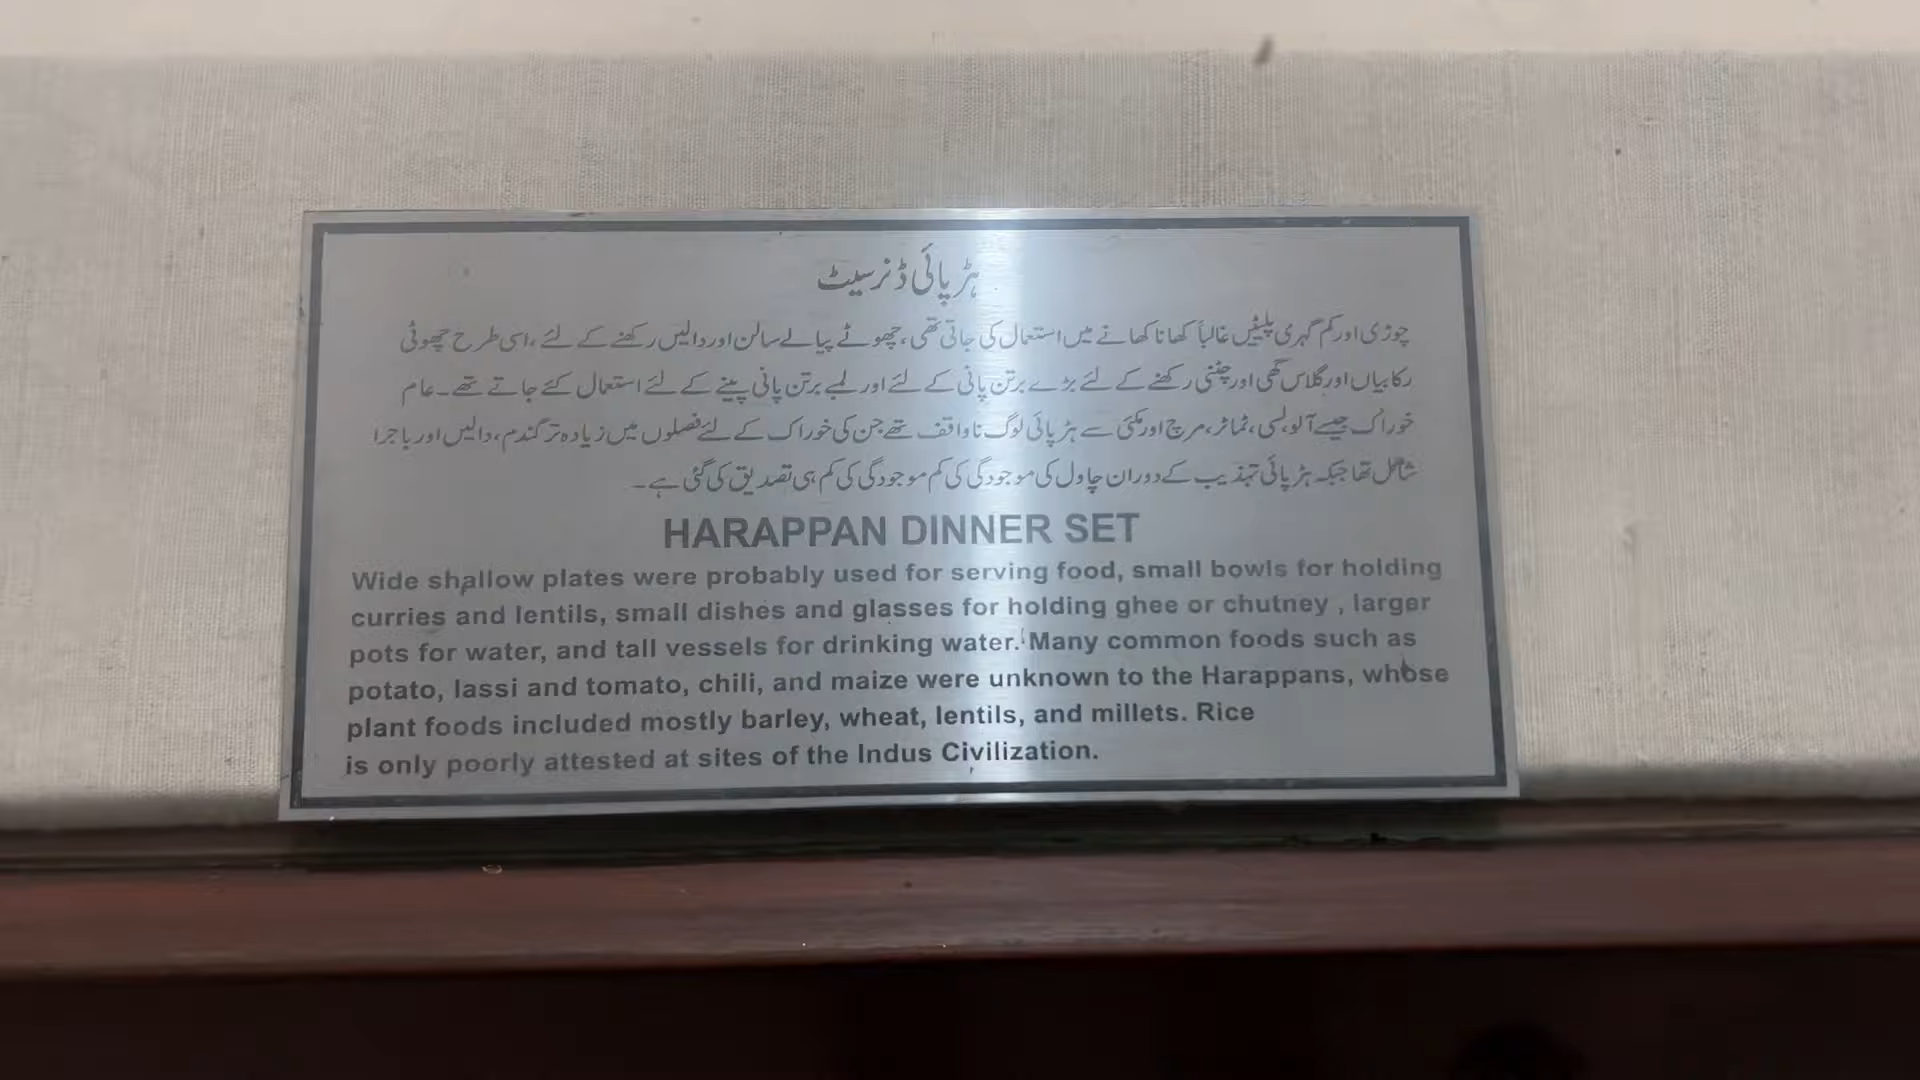 ہڑپائی ڈنر سیٹ
چوڑی اور کم گہری پلیٹیں غالباً کھانا کھانے میں استعمال کی جاتی تھی، چھوٹے پیالے سالن اور دالیں رکھنے کے لئے، اسی طرح چھوٹی
رکابیاں اور گلاس گھی اور چٹنی رکھنے کے لئے بڑے برتن پانی کے لئے اور لمبے برتن پانی پینے کے لئے استعمال کئے جاتے تھے۔ عام
خوراک جیسے آلو، لسی، ٹماٹر، مرچ اور مکئی سے ہڑپائی لوگ ناواقف تھے جن کی خوراک کے لئے فصلوں میں زیادہ تر گندم، دالیں اور باجرا
شامل تھا جبکہ ہڑپائی تہذیب کے دوران چاول کی موجودگی کی کم موجودگی کی کم ہی تصدیق کی گئی ہے۔
HARAPPAN DINNER SET
Wide shallow plates were probably used for serving food, small bowls for holding
curries and lentils, small dishes and glasses for holding ghee or chutney , larger
pots for water, and tall vessels for drinking water. Many common foods such as
potato, lassi and tomato, chili, and maize were unknown to the Harappans, whose
plant foods included mostly barley, wheat, lentils, and millets. Rice
is only poorly attested at sites of the Indus Civilization.